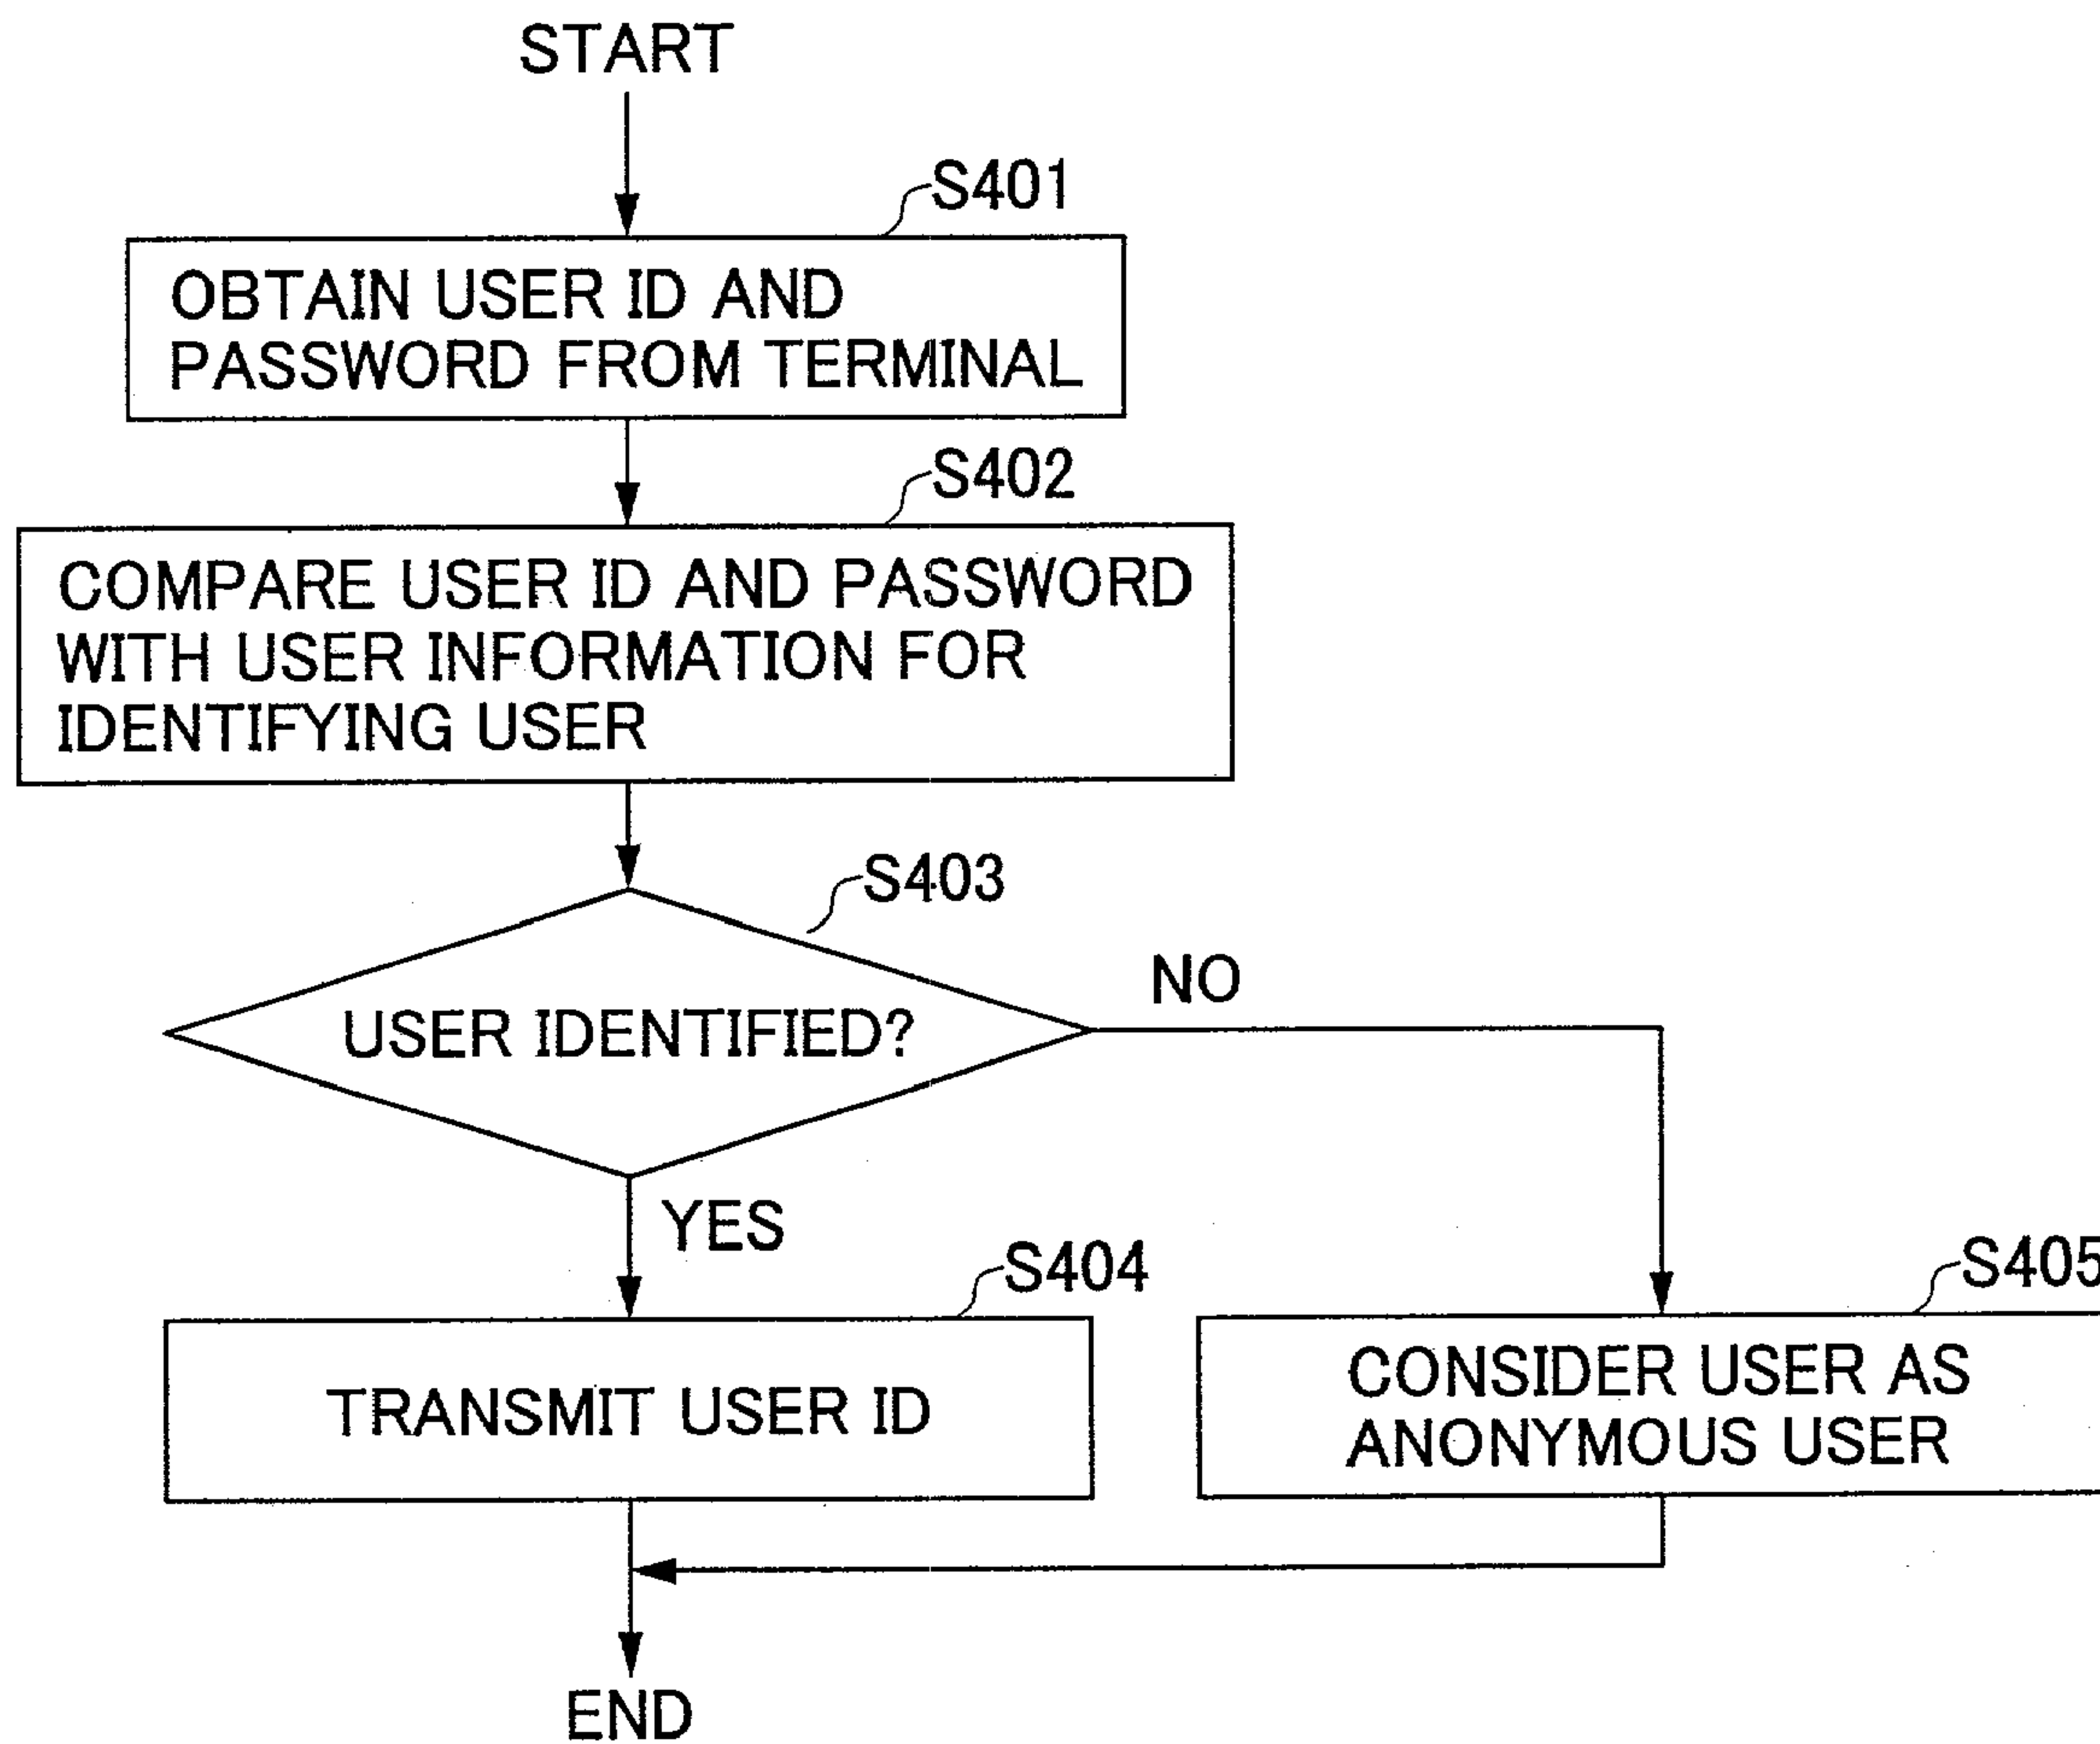 START
S401
OBTAIN USER ID AND
PASSWORD FROM TERMINAL
S402
COMPARE USER ID AND PASSWORD
WITH USER INFORMATION FOR
IDENTIFYING USER
S403
USER IDENTIFIED?
NO
YES
S404
TRANSMIT USER ID
S405
CONSIDER USER AS
ANONYMOUS USER
END